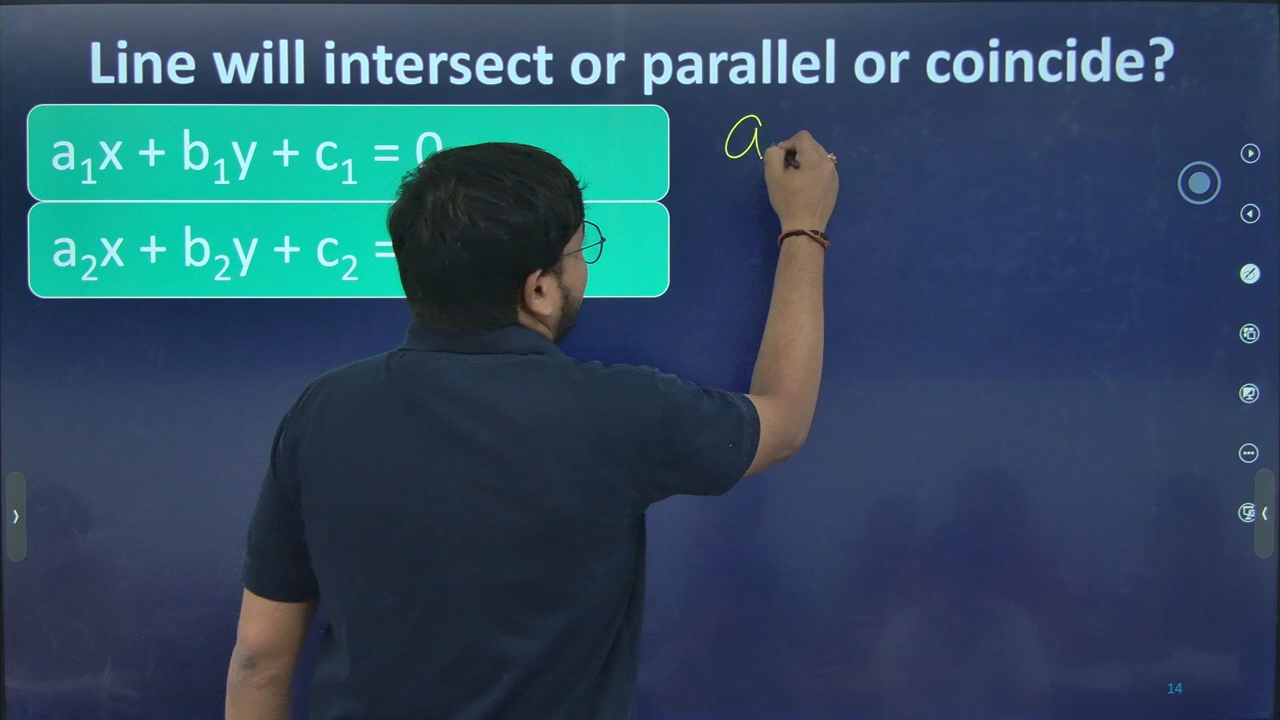 Line will intersect or parallel or coincide?
a₁x + b₁y + c₁ = 0
a₂x + b₂y + c₂ =
a
14